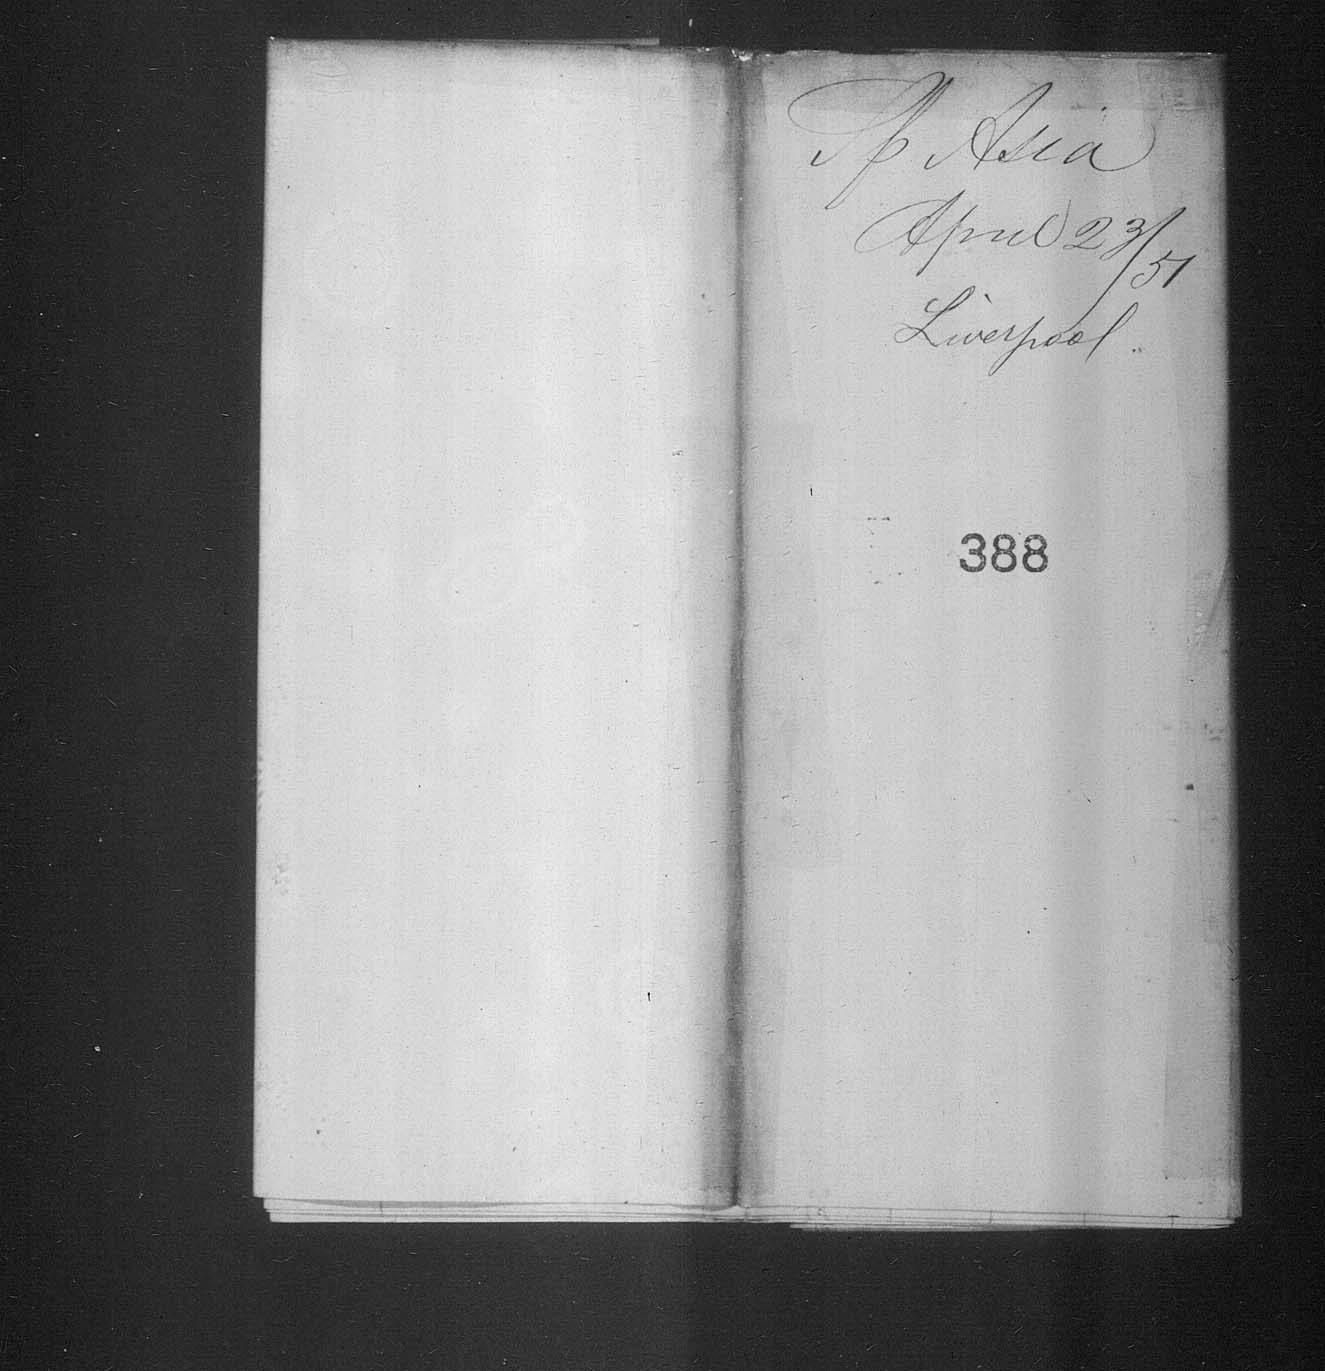 Sp Asia
April 23/51
Liverpool.
388